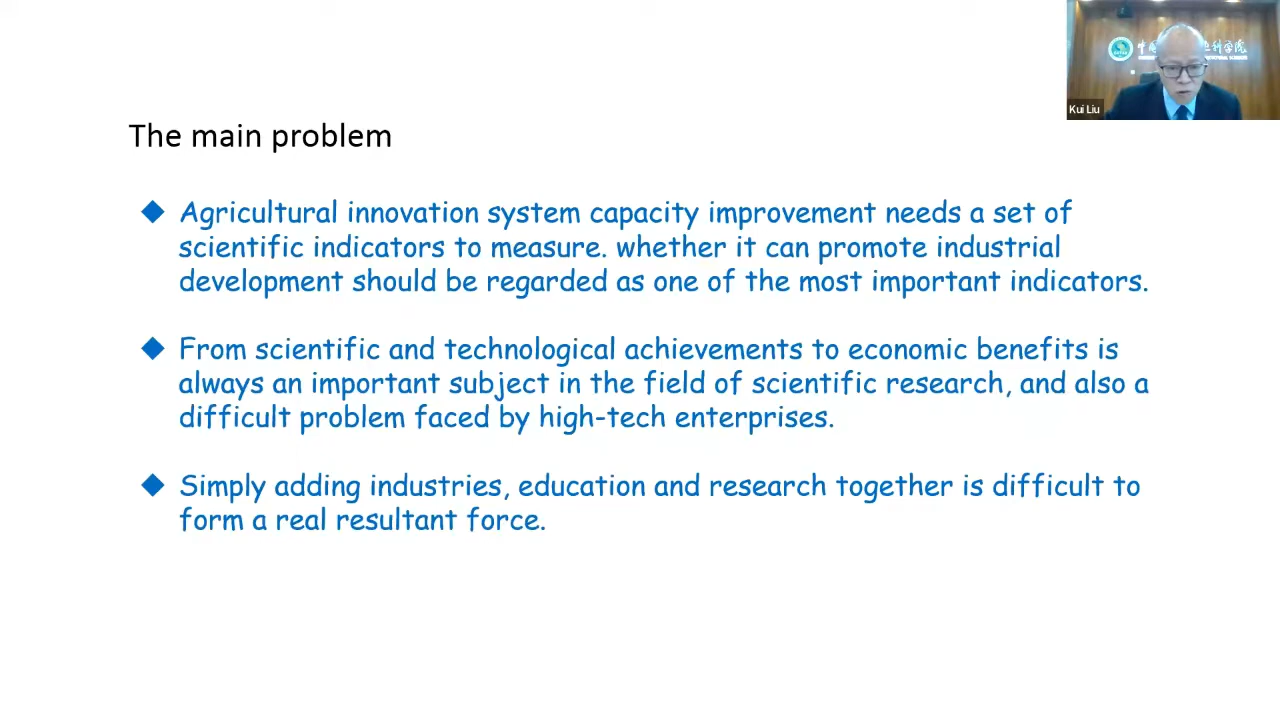 The main problem
Agricultural innovation system capacity improvement needs a set of
scientific indicators to measure. whether it can promote industrial
development should be regarded as one of the most important indicators.
From scientific and technological achievements to economic benefits is
always an important subject in the field of scientific research, and also a
difficult problem faced by high-tech enterprises.
Simply adding industries, education and research together is difficult to
form a real resultant force.
Kui Liu